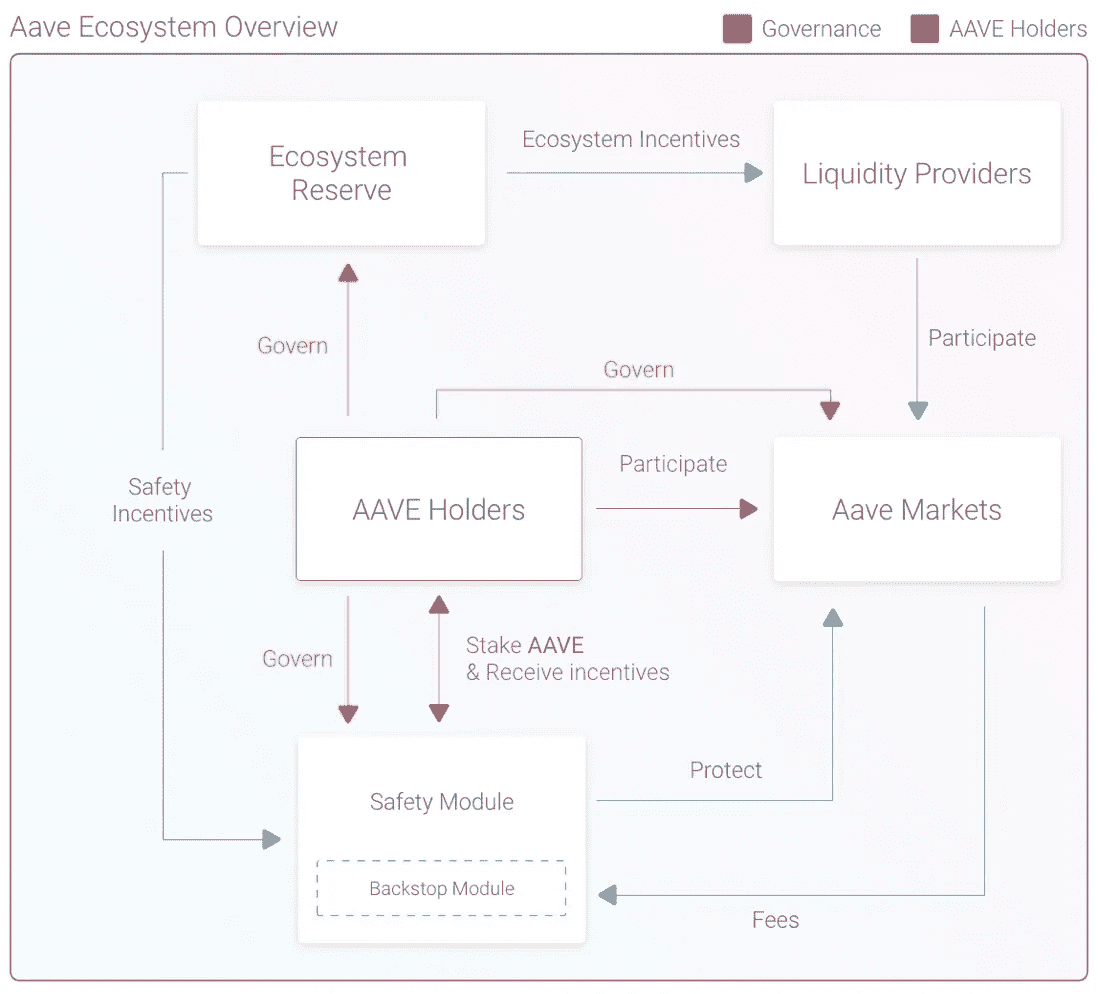 Aave Ecosystem Overview
Governance
AAVE Holders
Ecosystem
Reserve
Ecosystem Incentives
Liquidity Providers
Govern
Participate
Govern
Safety
Incentives
AAVE Holders
Participate
Aave Markets
Govern
Stake AAVE
& Receive incentives
Safety Module
Protect
Backstop Module
Fees